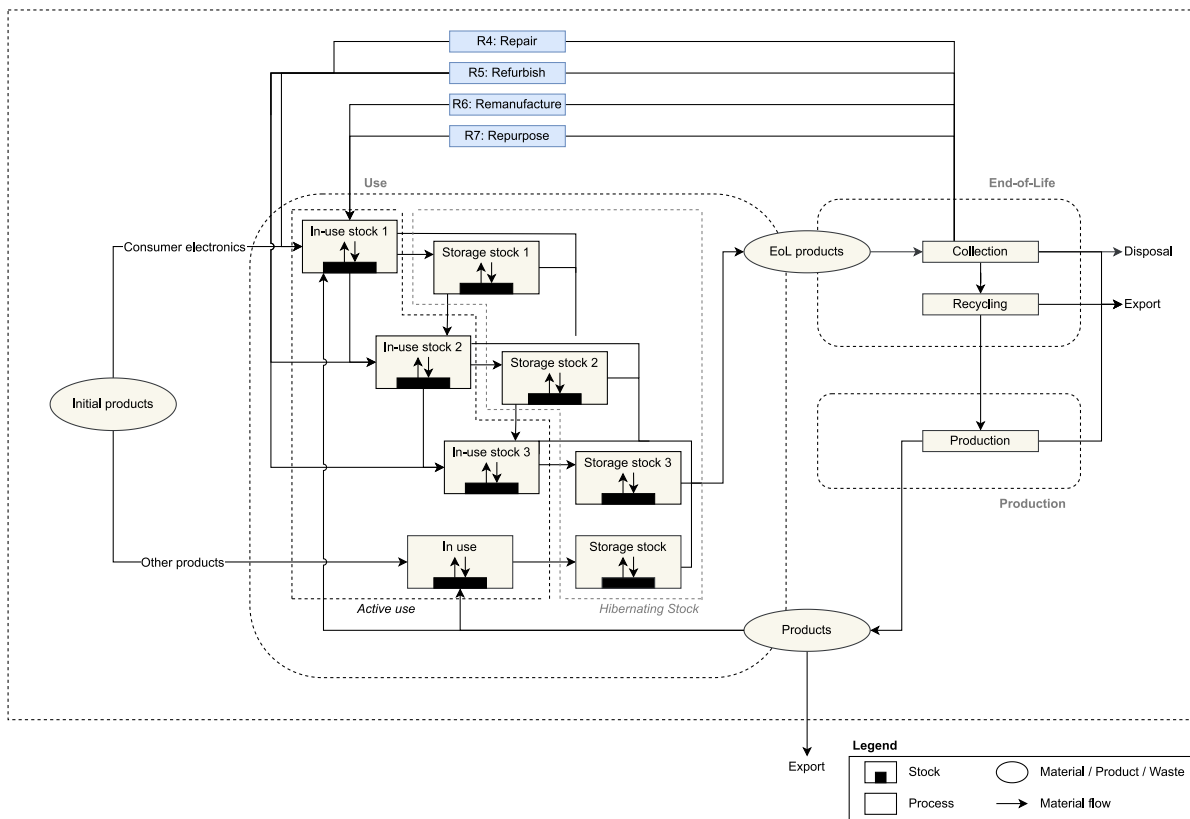 R4: Repair
R5: Refurbish
R6: Remanufacture
R7: Repurpose
Use
End-of-Life
In-use stock 1
Consumer electronics
Storage stock 1
EoL products
Collection
Disposal
Recycling
Export
In-use stock 2
Storage stock 2
Initial products
Production
In-use stock 3
Storage stock 3
Production
In use
Storage stock
Other products
Active use
Hibernating Stock
Products
Export
Legend
Stock
Material / Product / Waste
Process
Material flow